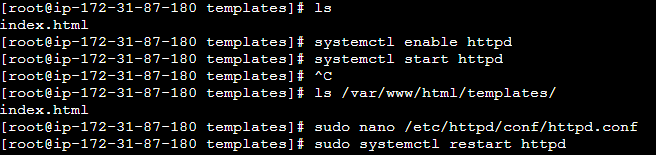 [root@ip-172-31-87-180 templates]# ls
index.html
[root@ip-172-31-87-180 templates]# systemctl enable httpd
[root@ip-172-31-87-180 templates]# systemctl start httpd
[root@ip-172-31-87-180 templates]# ^C
[root@ip-172-31-87-180 templates]# ls /var/www/html/templates/
index.html
[root@ip-172-31-87-180 templates]# sudo nano /etc/httpd/conf/httpd.conf
[root@ip-172-31-87-180 templates]# sudo systemctl restart httpd